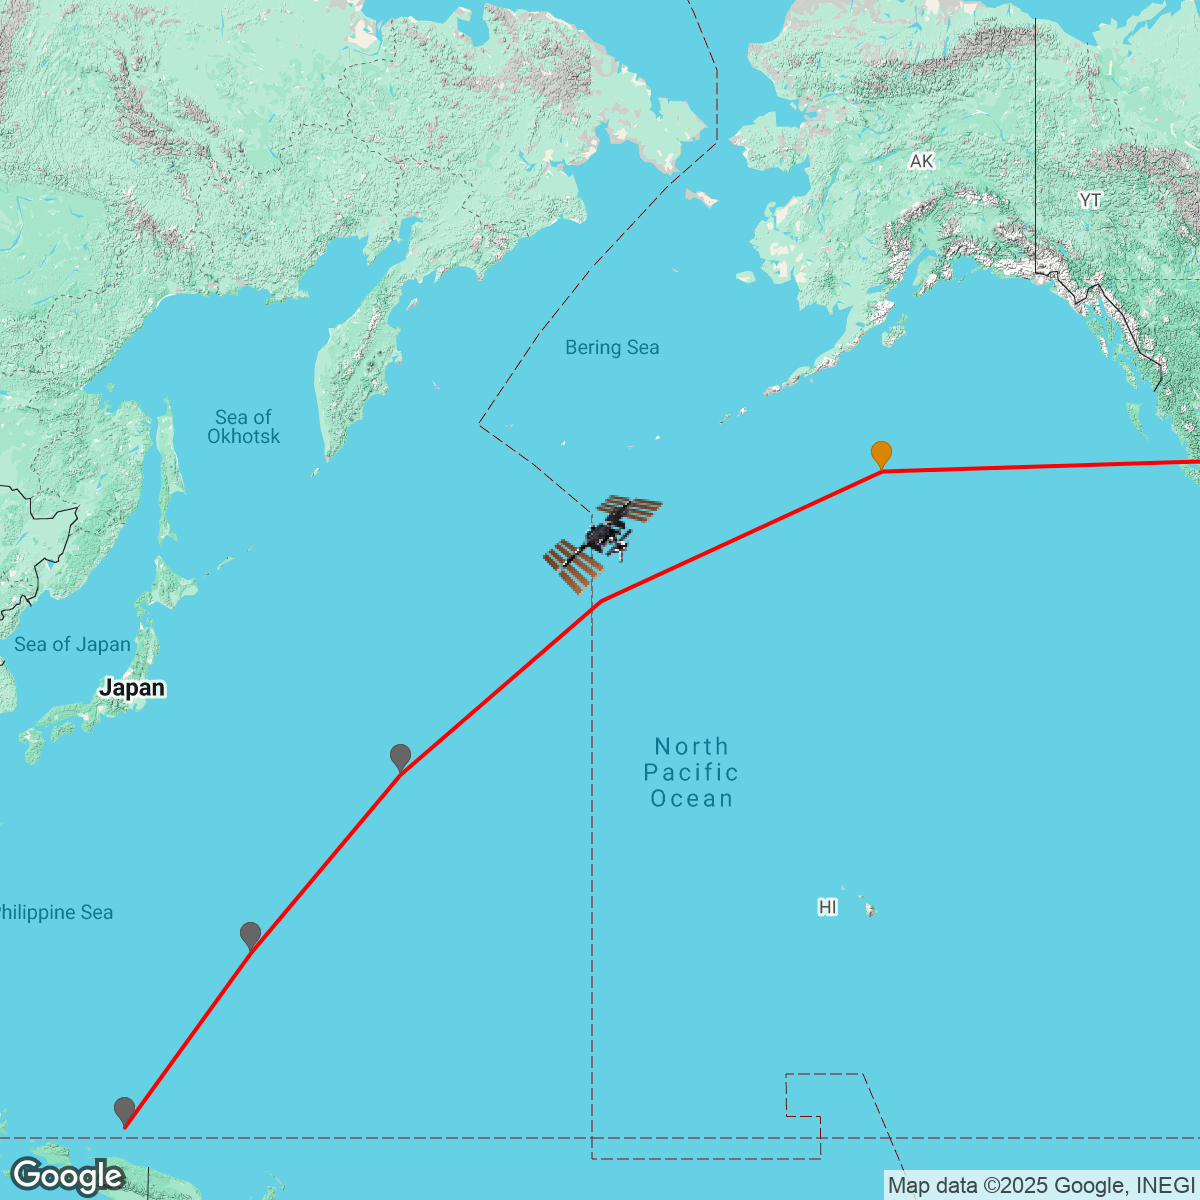 AK
YT
Bering Sea
Sea of
Okhotsk
Sea of Japan
Japan
North
Pacific
Ocean
Philippine Sea
HI
Google
Map data ©2025 Google, INEGI